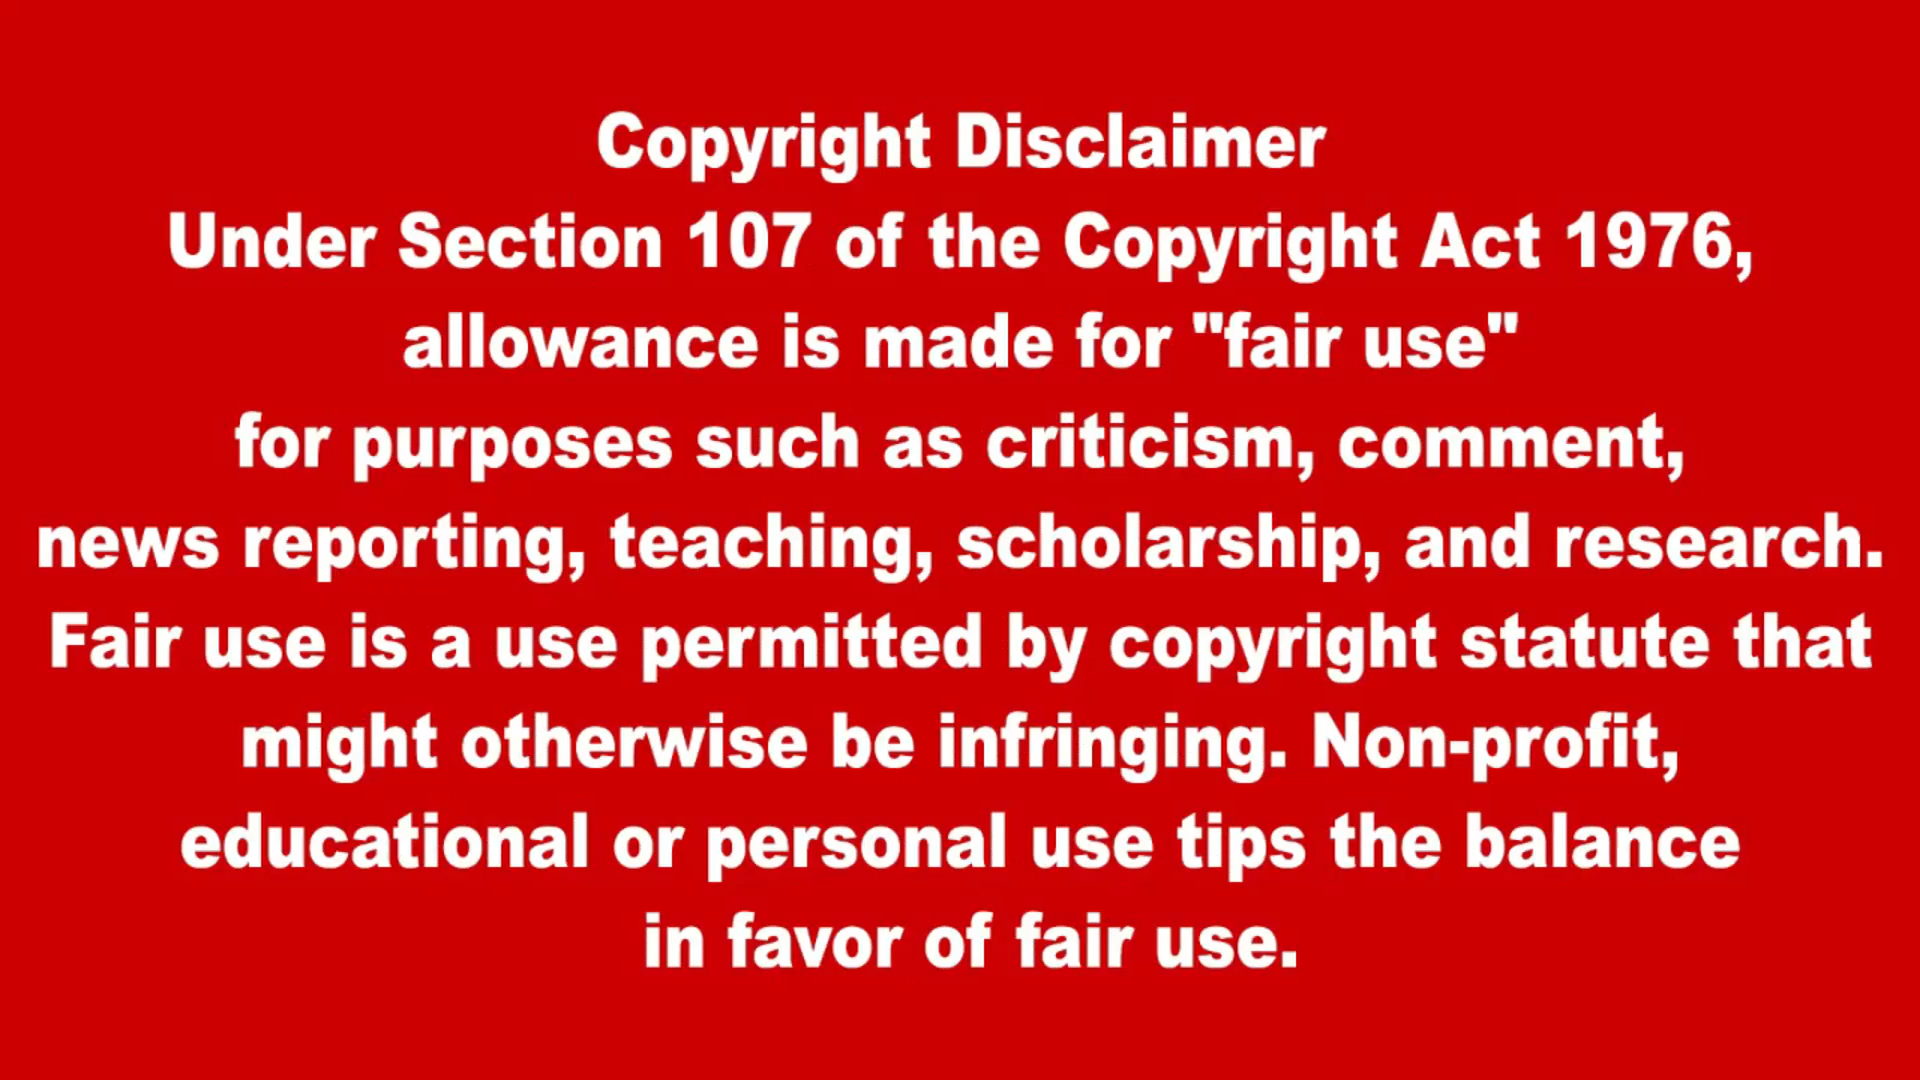 Copyright Disclaimer
Under Section 107 of the Copyright Act 1976,
allowance is made for "fair use"
for purposes such as criticism, comment,
news reporting, teaching, scholarship, and research.
Fair use is a use permitted by copyright statute that
might otherwise be infringing. Non-profit,
educational or personal use tips the balance
in favor of fair use.